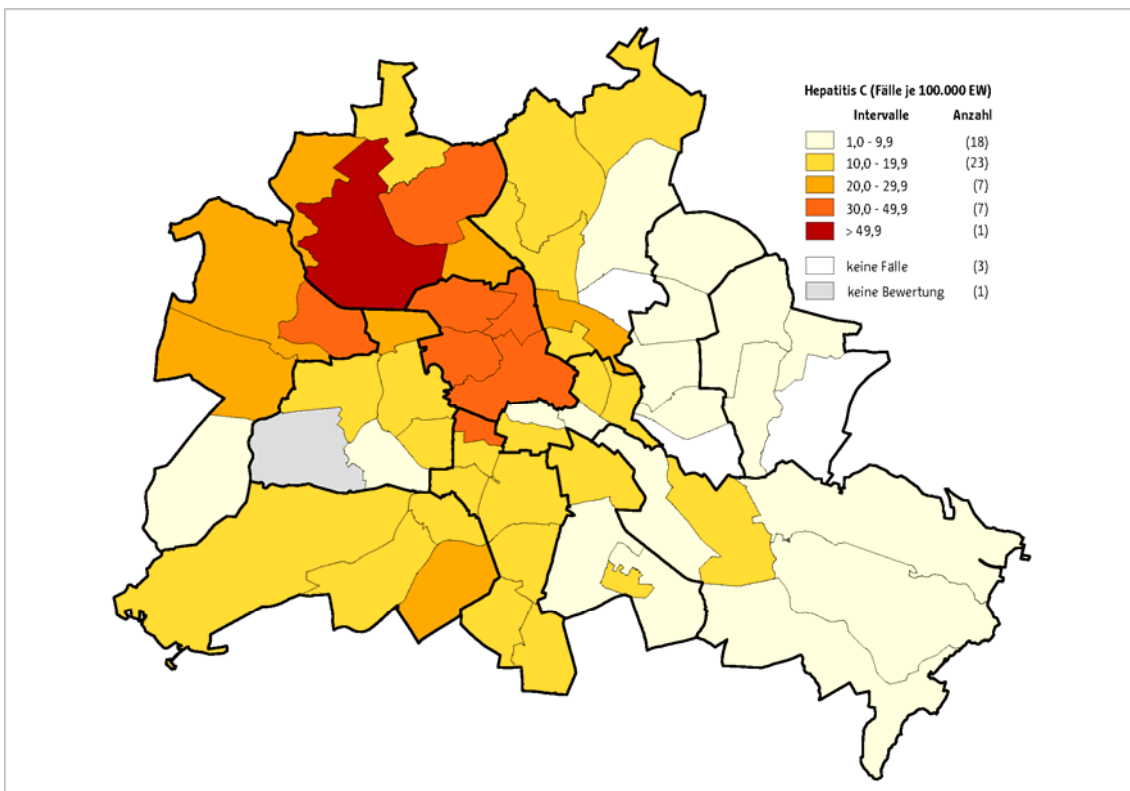 Hepatitis C (Fälle je 100.000 EW)
Intervalle Anzahl
1,0 - 9,9 (18)
10,0 - 19,9 (23)
20,0 - 29,9 (7)
30,0 - 49,9 (7)
> 49,9 (1)
keine Fälle (3)
keine Bewertung (1)